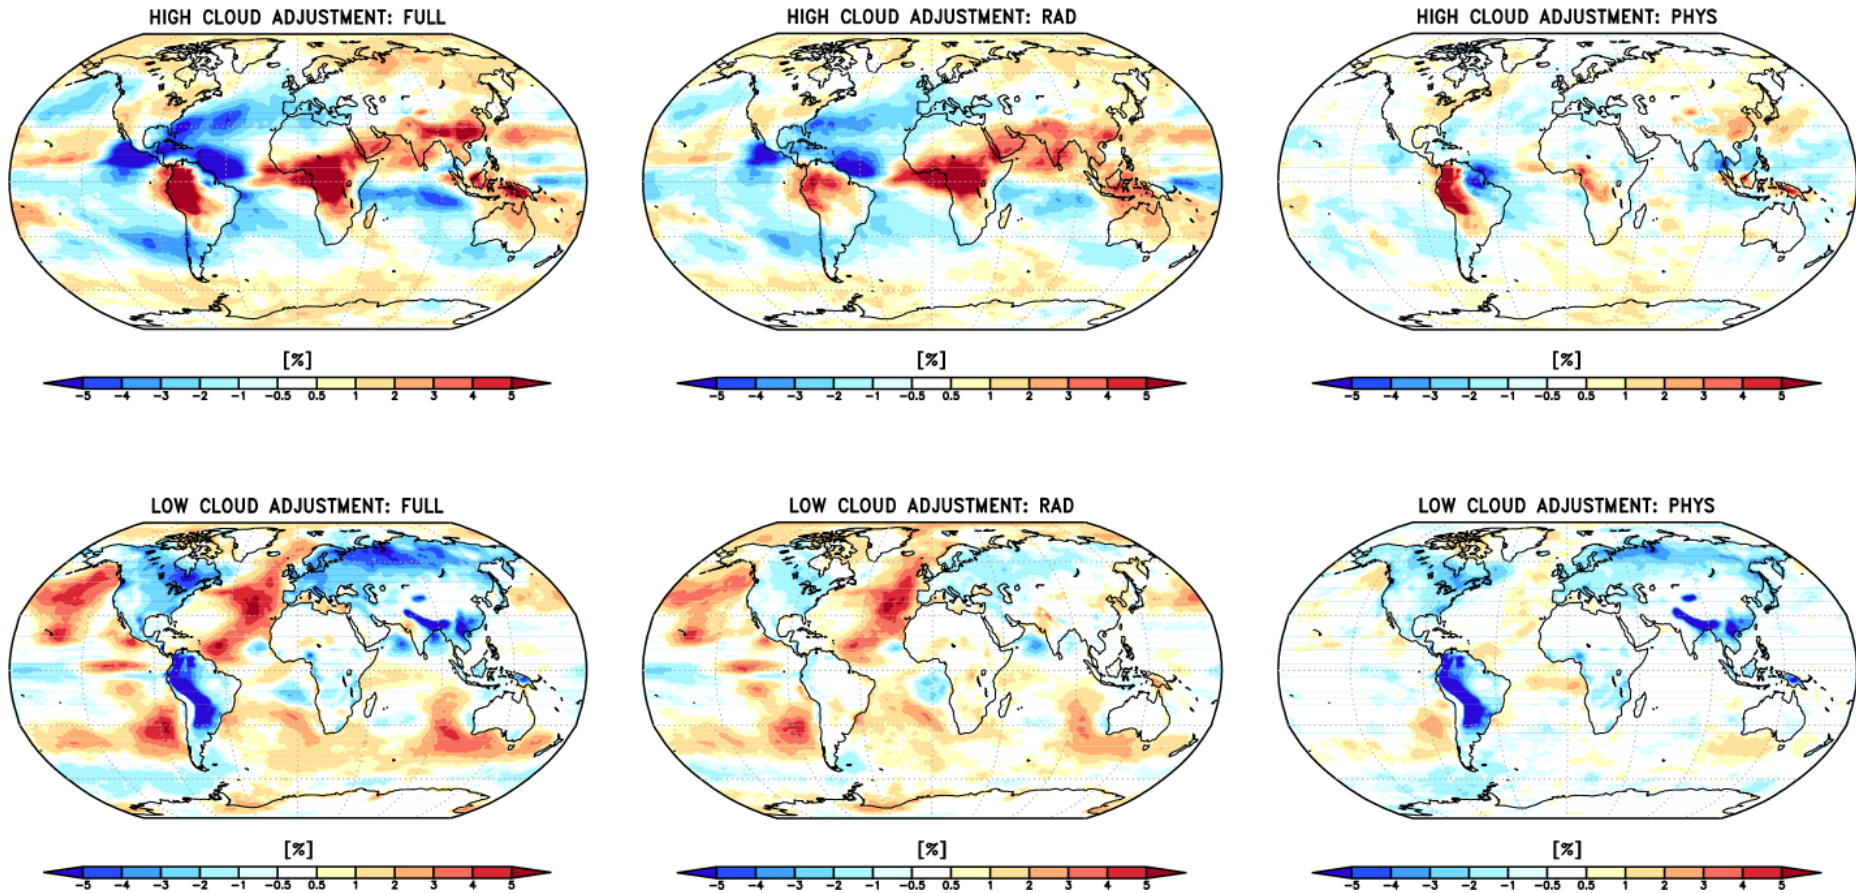 HIGH CLOUD ADJUSTMENT: FULL
HIGH CLOUD ADJUSTMENT: RAD
HIGH CLOUD ADJUSTMENT: PHYS
[%]
[%]
[%]
-5 -4 -3 -2 -1 -0.5 0.5 1 2 3 4 5
-5 -4 -3 -2 -1 -0.5 0.5 1 2 3 4 5
-5 -4 -3 -2 -1 -0.5 0.5 1 2 3 4 5
LOW CLOUD ADJUSTMENT: FULL
LOW CLOUD ADJUSTMENT: RAD
LOW CLOUD ADJUSTMENT: PHYS
[%]
[%]
[%]
-5 -4 -3 -2 -1 -0.5 0.5 1 2 3 4 5
-5 -4 -3 -2 -1 -0.5 0.5 1 2 3 4 5
-5 -4 -3 -2 -1 -0.5 0.5 1 2 3 4 5